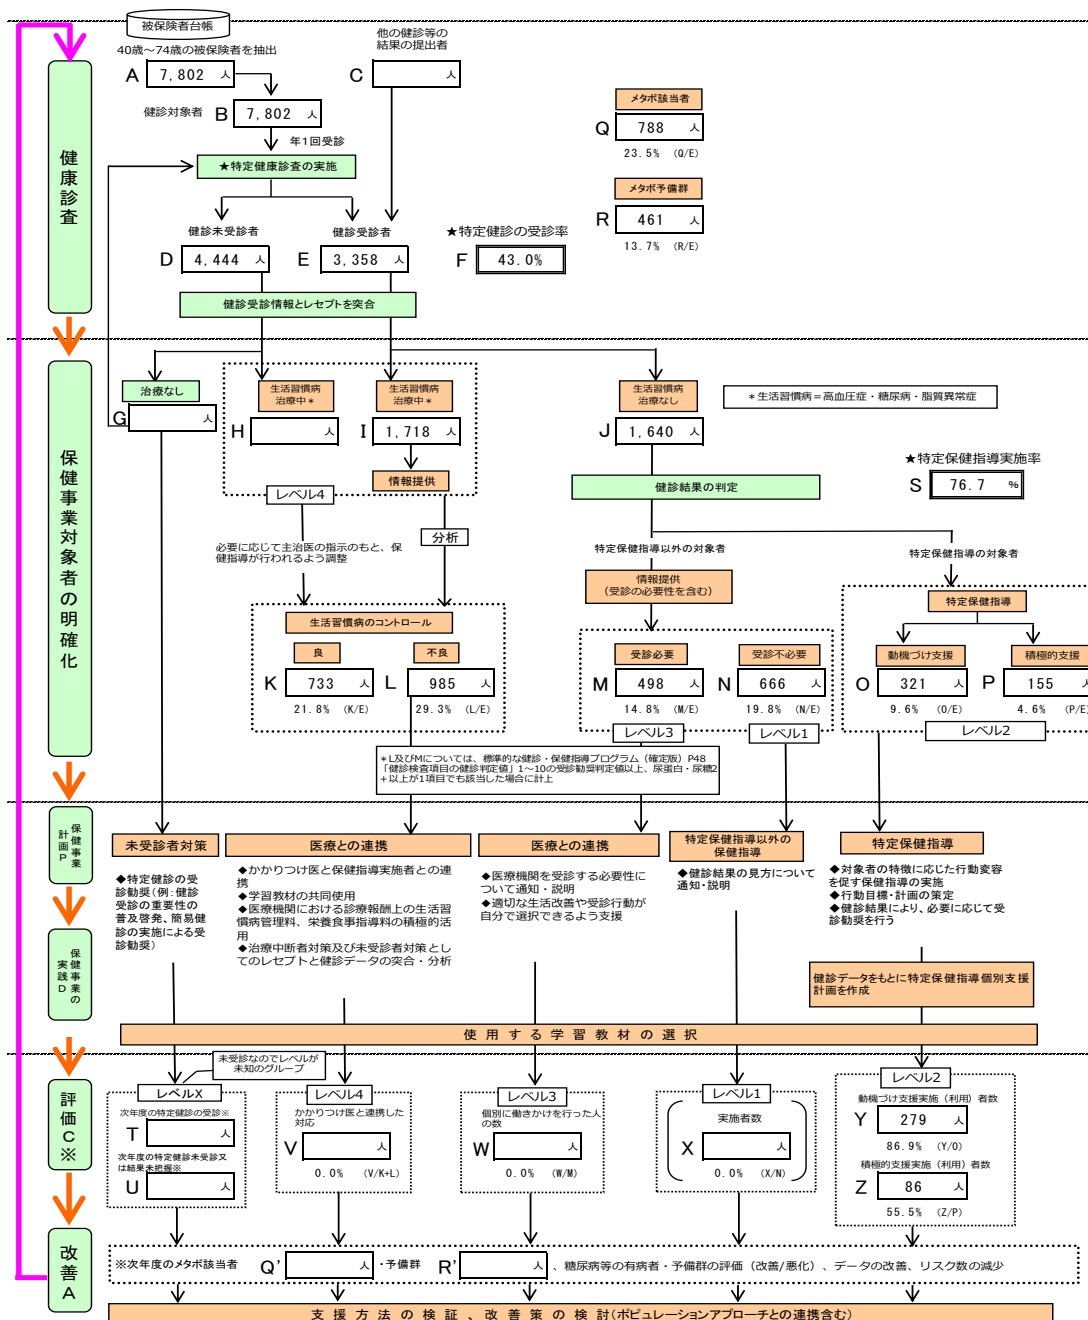 被保険者台帳
40歳～74歳の被保険者を抽出
他の健診等の
結果の提出者
A 7,802 人
C 人
健診対象者 B 7,802 人
年1回受診
★特定健康診査の実施
メタボ該当者
Q 788 人
23.5% (Q/E)
メタボ予備群
R 461 人
13.7% (R/E)
健康診査
健診未受診者
健診受診者
★特定健診の受診率
D 4,444 人
E 3,358 人
F 43.0%
健診受診情報とレセプトを突合
保健事業対象者の明確化
治療なし
G 人
生活習慣病
治療中*
H 人
生活習慣病
治療中*
I 1,718 人
情報提供
レベル4
生活習慣病
治療なし
J 1,640 人
*生活習慣病=高血圧症・糖尿病・脂質異常症
★特定保健指導実施率
S 76.7 %
健診結果の判定
分析
必要に応じて主治医の指示のもと、保
健指導が行われるよう調整
特定保健指導以外の対象者
特定保健指導の対象者
情報提供
(受診の必要性を含む)
生活習慣病のコントロール
良
K 733 人
21.8% (K/E)
不良
L 985 人
29.3% (L/E)
受診必要
M 498 人
14.8% (M/E)
レベル3
受診不必要
N 666 人
19.8% (N/E)
レベル1
特定保健指導
動機づけ支援
O 321 人
9.6% (O/E)
積極的支援
P 155 人
4.6% (P/E)
レベル2
*L及びMについては、標準的な健診・保健指導プログラム(確定版)P48
「健診検査項目の健診判定値」1～10の受診勧奨判定値以上、尿蛋白・尿糖2
+以上が1項目でも該当した場合に計上
保健事業
計画P
未受診者対策
◆特定健診の受
診勧奨(例:健診
受診の重要性の
普及啓発、簡易健
診の実施による受
診勧奨)
医療との連携
◆かかりつけ医と保健指導実施者との連
携
◆学習教材の共同使用
◆医療機関における診療報酬上の生活習
慣病管理料、栄養食事指導料の積極的活
用
◆治療中断者対策及び未受診者対策とし
てのレセプトと健診データの突合・分析
医療との連携
◆医療機関を受診する必要性に
ついて通知・説明
◆適切な生活改善や受診行動が
自分で選択できるよう支援
特定保健指導以外の
保健指導
◆健診結果の見方について
通知・説明
特定保健指導
◆対象者の特徴に応じた行動変容
を促す保健指導の実施
◆行動目標・計画の策定
◆健診結果により、必要に応じて受
診勧奨を行う
保健事業の
実践D
健診データをもとに特定保健指導個別支援
計画を作成
使用する学習教材の選択
未受診なのでレベルが
未知のグループ
評価C※
レベルX
次年度の特定健診の受診※
T 人
次年度の特定健診未受診又
は結果未把握※
U 人
レベル4
かかりつけ医と連携した
対応
V 人
0.0% (V/K+L)
レベル3
個別に働きかけを行った人
の数
W 人
0.0% (W/M)
レベル1
実施者数
X 人
0.0% (X/N)
レベル2
動機づけ支援実施(利用)者数
Y 279 人
86.9% (Y/O)
積極的支援実施(利用)者数
Z 86 人
55.5% (Z/P)
改善A
※次年度のメタボ該当者 Q' 人 ・予備群 R' 人 、糖尿病等の有病者・予備群の評価(改善/悪化)、データの改善、リスク数の減少
支援方法の検証、改善策の検討(ポピュレーションアプローチとの連携含む)